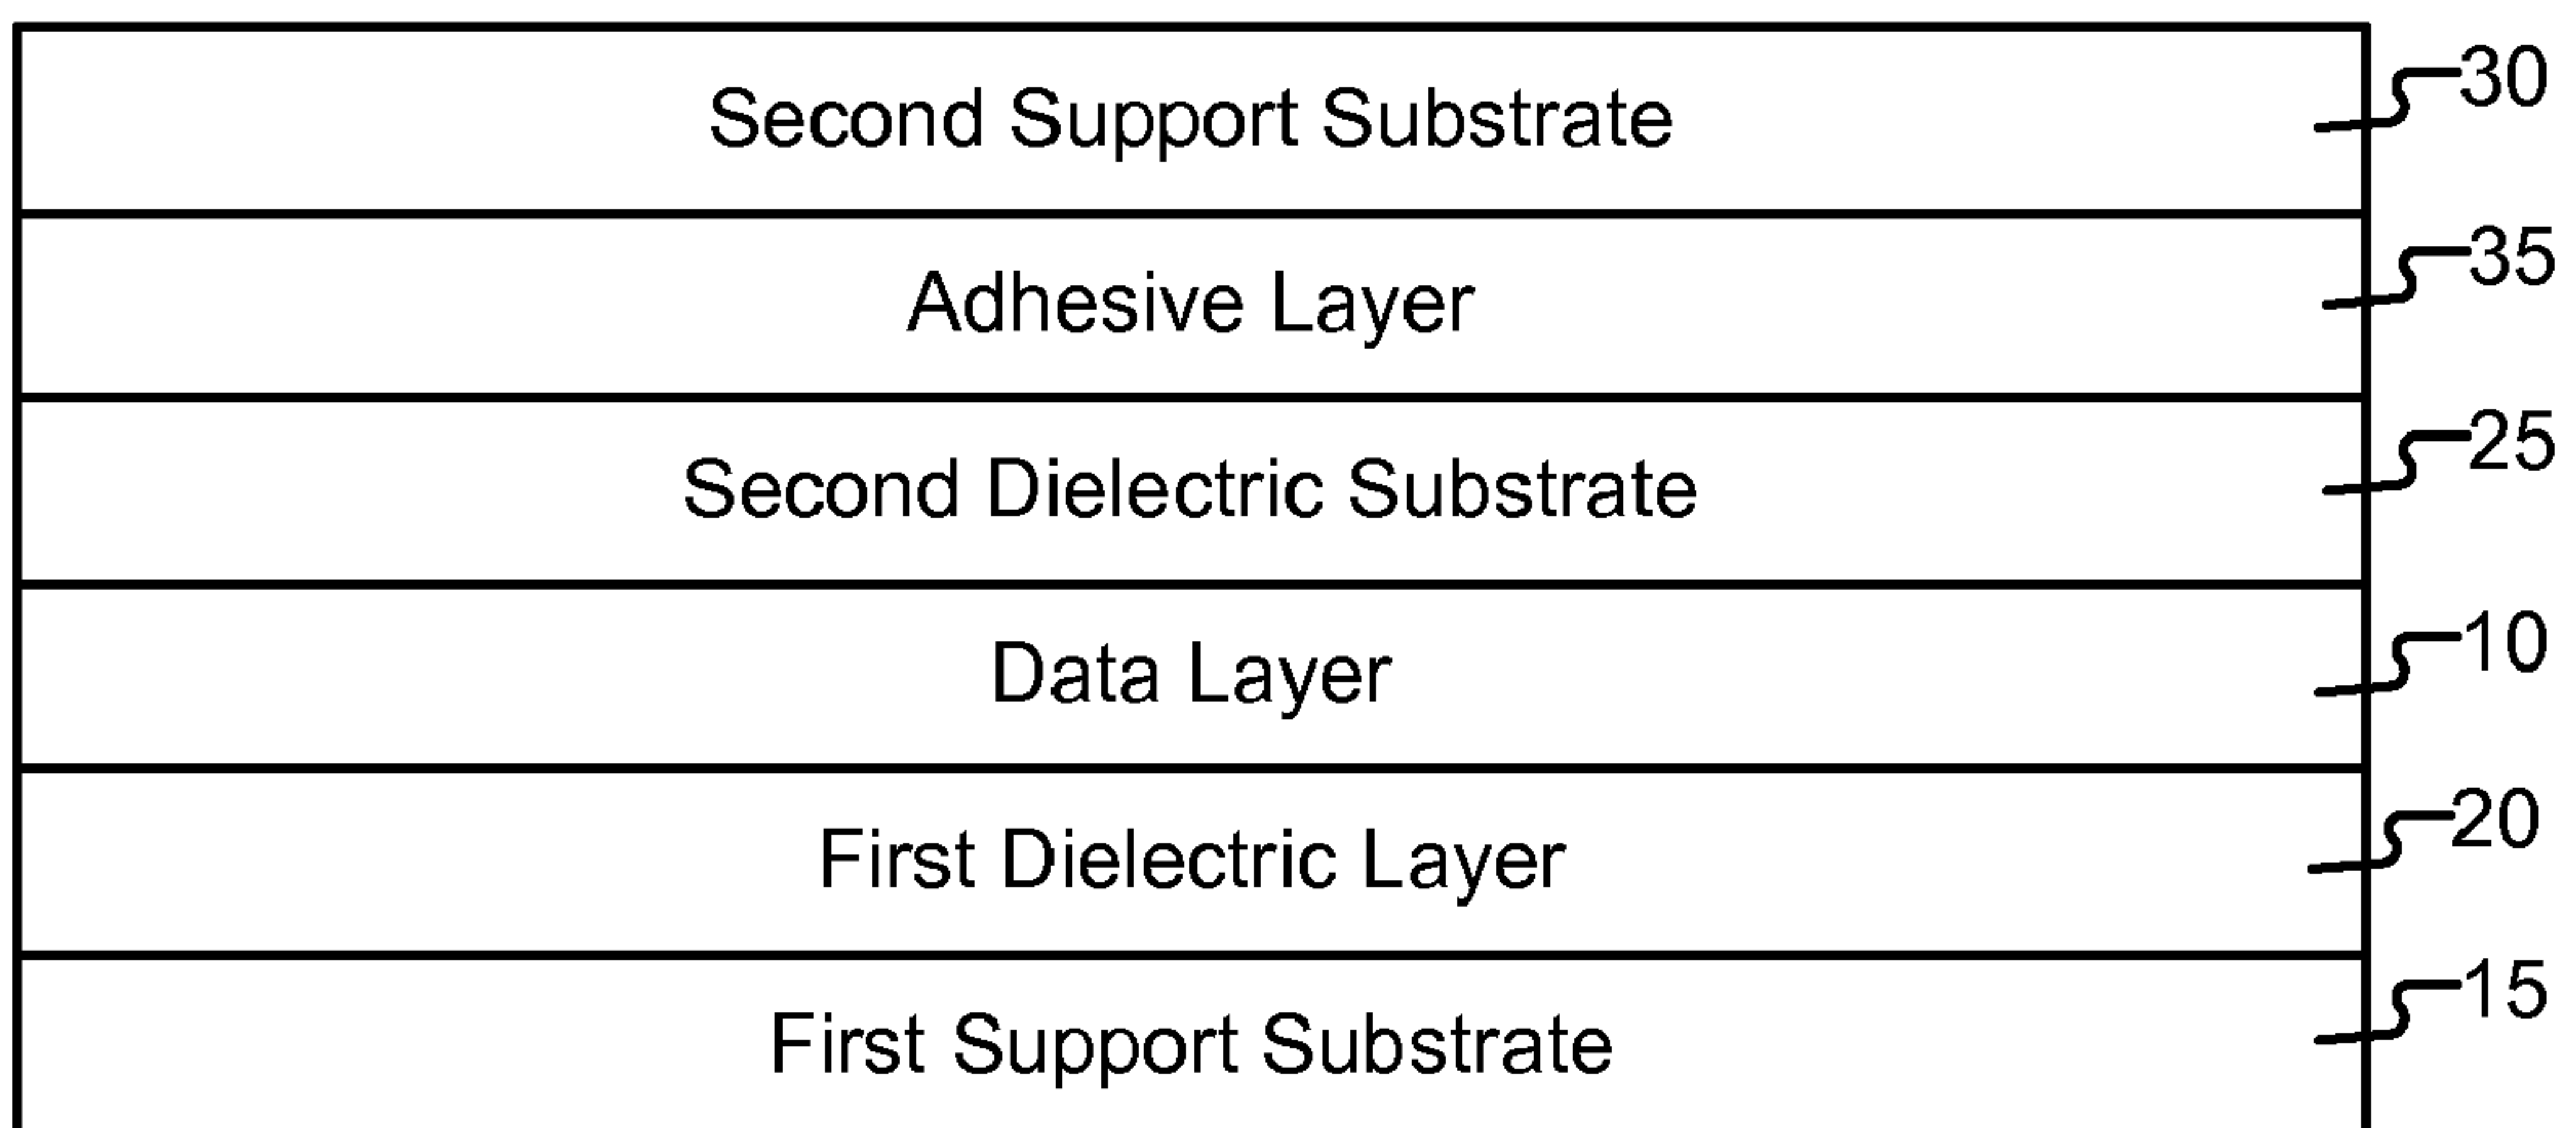 Second Support Substrate 30
Adhesive Layer 35
Second Dielectric Substrate 25
Data Layer 10
First Dielectric Layer 20
First Support Substrate 15